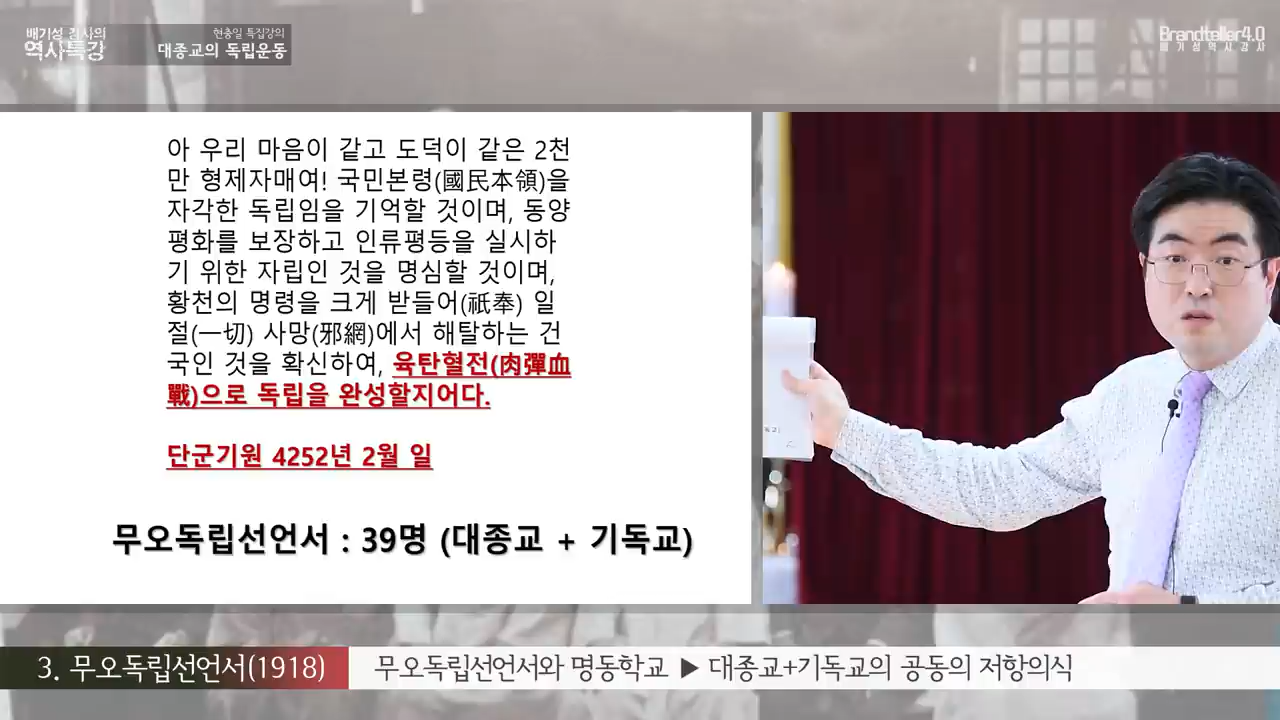 배기성 강사의
역사특강
현충일 특집강의
대종교의 독립운동
Brandteller4.0
배기성역사강사
아 우리 마음이 같고 도덕이 같은 2천
만 형제자매여! 국민본령(國民本領)을
자각한 독립임을 기억할 것이며, 동양
평화를 보장하고 인류평등을 실시하
기 위한 자립인 것을 명심할 것이며,
황천의 명령을 크게 받들어(祇奉) 일
절(一切) 사망(邪網)에서 해탈하는 건
국인 것을 확신하여, 육탄혈전(肉彈血
戰)으로 독립을 완성할지어다.
단군기원 4252년 2월 일
무오독립선언서 : 39명 (대종교 + 기독교)
3. 무오독립선언서(1918)
무오독립선언서와 명동학교 ▶ 대종교+기독교의 공동의 저항의식